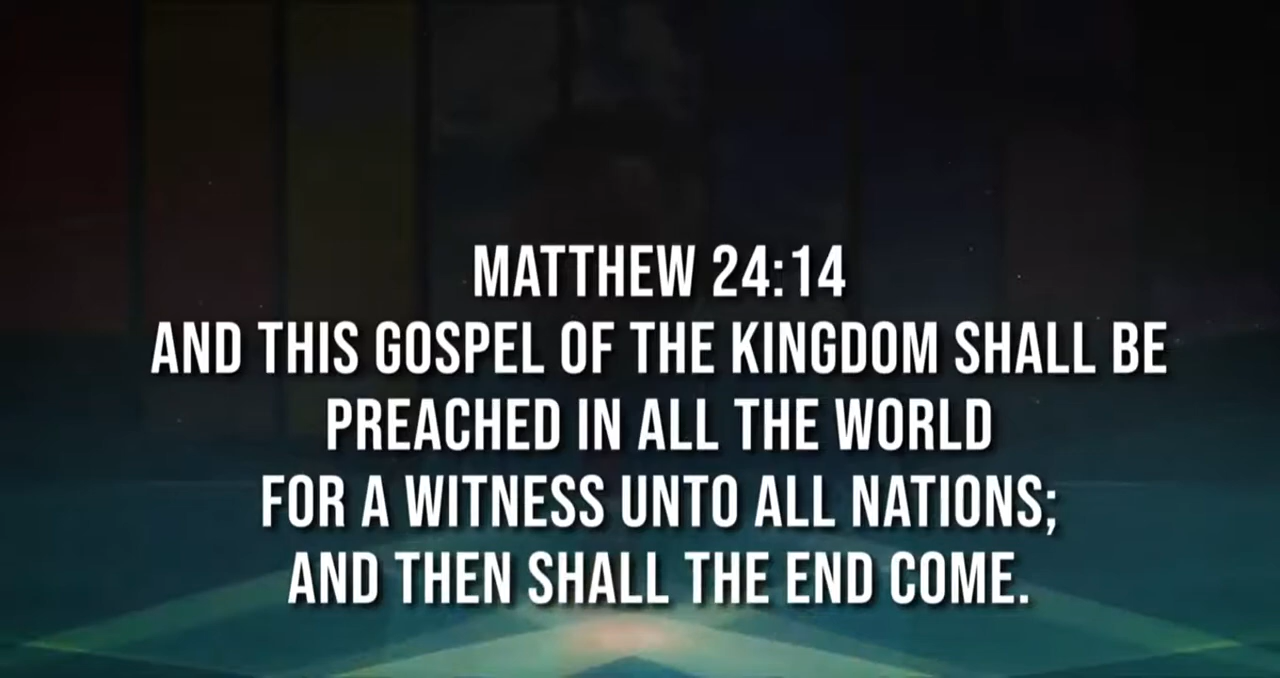 MATTHEW 24:14
AND THIS GOSPEL OF THE KINGDOM SHALL BE
PREACHED IN ALL THE WORLD
FOR A WITNESS UNTO ALL NATIONS;
AND THEN SHALL THE END COME.